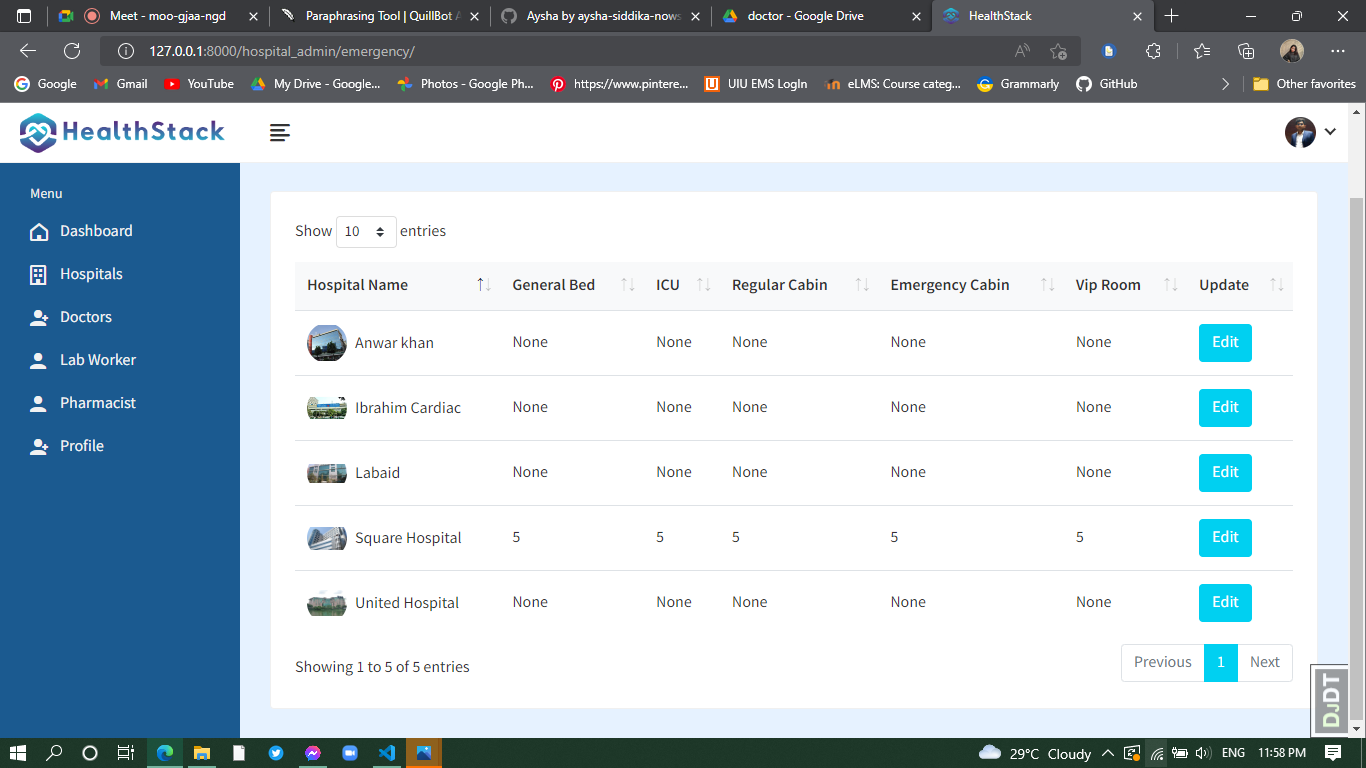 Meet - moo-gjaa-ngd
Paraphrasing Tool | QuillBot A
Aysha by aysha-siddika-nows
doctor - Google Drive
HealthStack
127.0.0.1:8000/hospital_admin/emergency/
Google Gmail YouTube My Drive - Google... Photos - Google Ph... https://www.pintere... UIU EMS LogIn eLMS: Course categ... Grammarly GitHub Other favorites
HealthStack
Menu
Dashboard
Hospitals
Doctors
Lab Worker
Pharmacist
Profile
Show 10 entries
Hospital Name General Bed ICU Regular Cabin Emergency Cabin Vip Room Update
Anwar khan None None None None None Edit
Ibrahim Cardiac None None None None None Edit
Labaid None None None None None Edit
Square Hospital 5 5 5 5 5 Edit
United Hospital None None None None None Edit
Showing 1 to 5 of 5 entries
Previous 1 Next
DJDT
29°C Cloudy ENG 11:58 PM